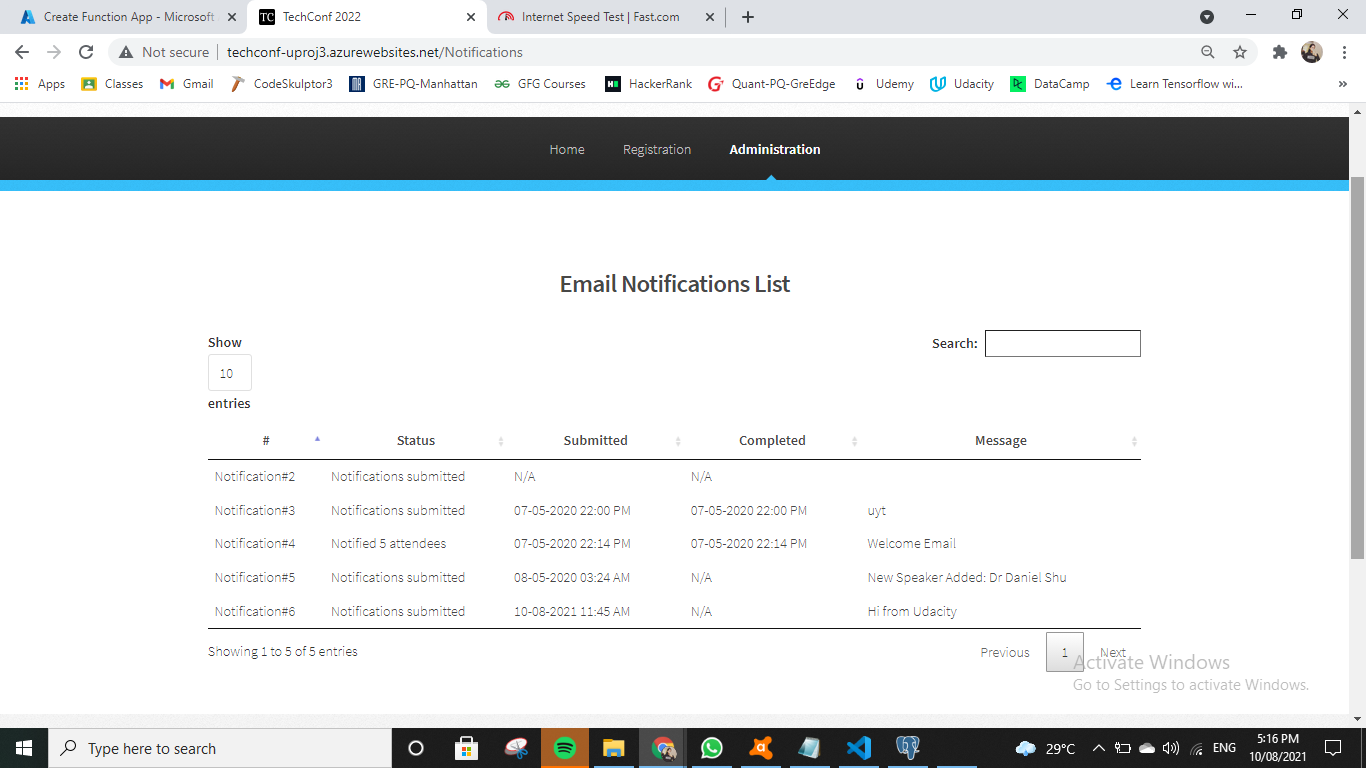 Create Function App - Microsoft
TechConf 2022
Internet Speed Test | Fast.com
Not secure
techconf-uproj3.azurewebsites.net/Notifications
Apps Classes Gmail CodeSkulptor3 GRE-PQ-Manhattan GFG Courses HackerRank Quant-PQ-GreEdge Udemy Udacity DataCamp Learn Tensorflow wi... »
Home Registration Administration
Email Notifications List
Show
10
entries
Search:
# Status Submitted Completed Message
Notification#2 Notifications submitted N/A N/A
Notification#3 Notifications submitted 07-05-2020 22:00 PM 07-05-2020 22:00 PM uyt
Notification#4 Notified 5 attendees 07-05-2020 22:14 PM 07-05-2020 22:14 PM Welcome Email
Notification#5 Notifications submitted 08-05-2020 03:24 AM N/A New Speaker Added: Dr Daniel Shu
Notification#6 Notifications submitted 10-08-2021 11:45 AM N/A Hi from Udacity
Showing 1 to 5 of 5 entries
Previous 1 Next
Activate Windows
Go to Settings to activate Windows.
Type here to search
29°C
ENG
5:16 PM
10/08/2021